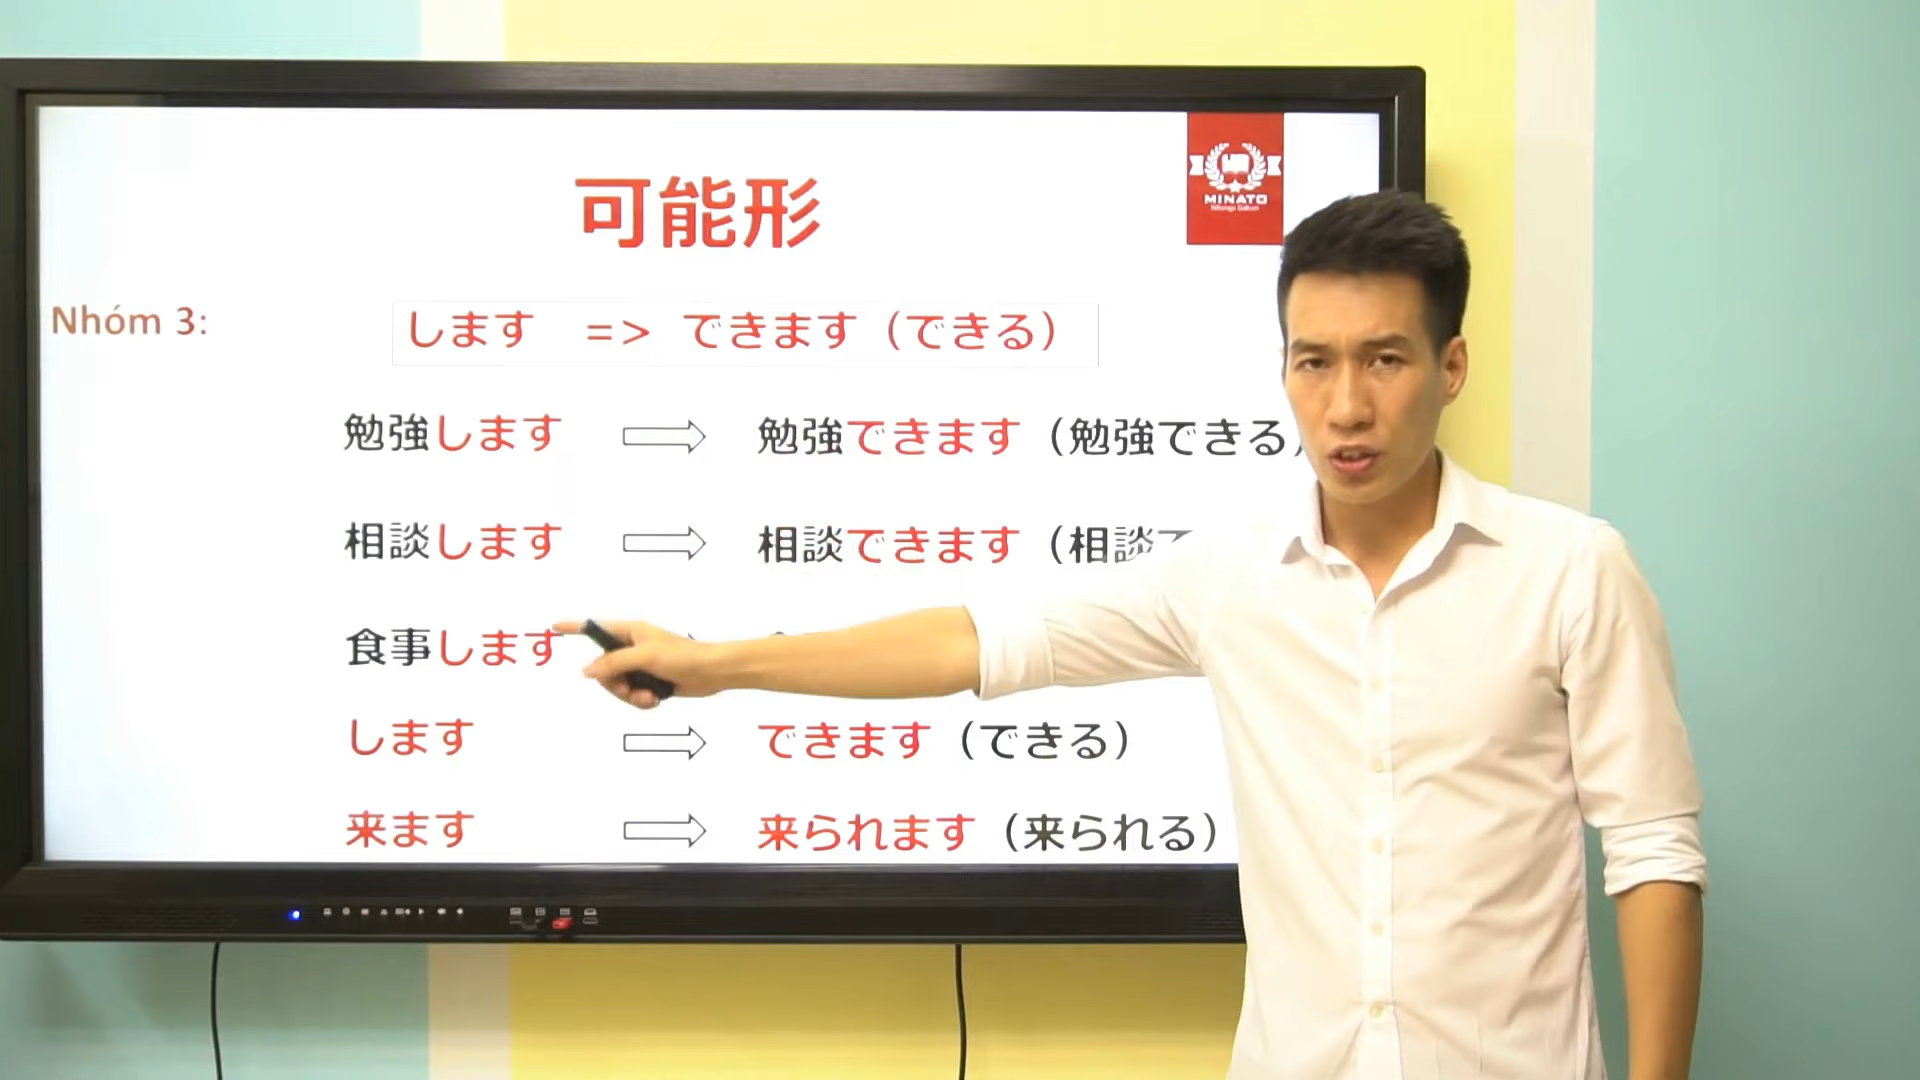 可能形
MINATO
Nihongo Gakuin
Nhóm 3:
します => できます（できる）
勉強します 勉強できます（勉強できる）
相談します 相談できます（相談
食事します
します できます（できる）
来ます 来られます（来られる）